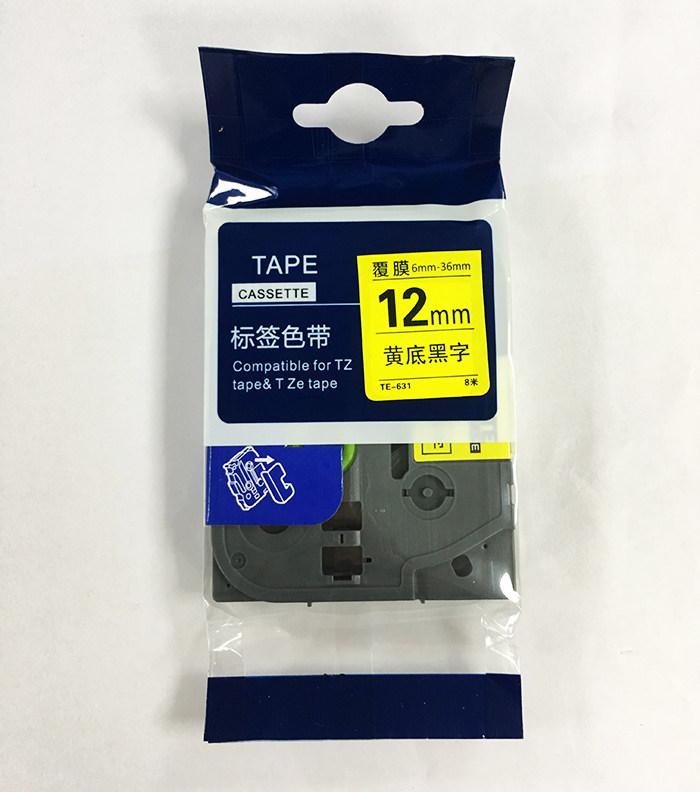 TAPE
CASSETTE
标签色带
Compatible for TZ
tape& T Ze tape
覆膜 6mm-36mm
12mm
黄底黑字
TE-631 8米